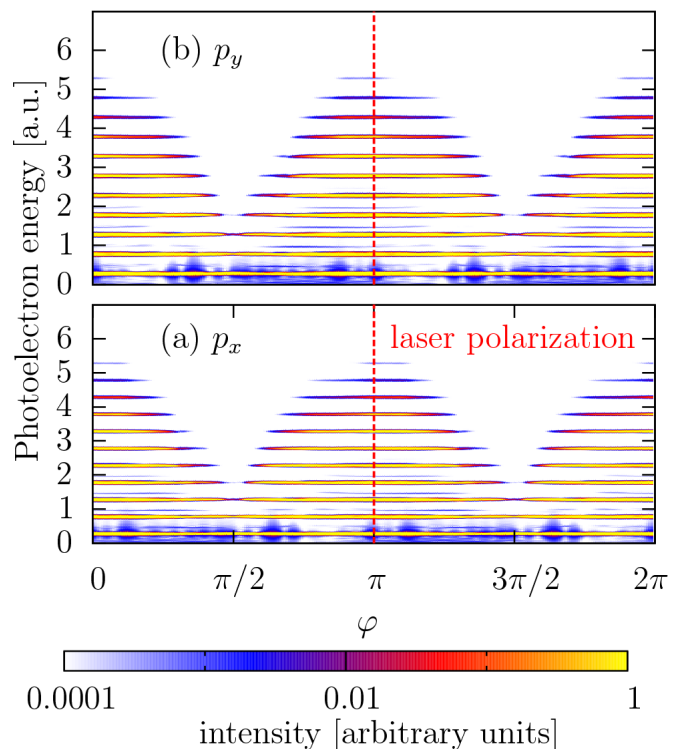 (b) p_y
6
5
4
3
2
1
0
(a) p_x
laser polarization
6
5
4
3
2
1
0
Photoelectron energy [a.u.]
0 π/2 π 3π/2 2π
φ
0.0001 0.01 1
intensity [arbitrary units]